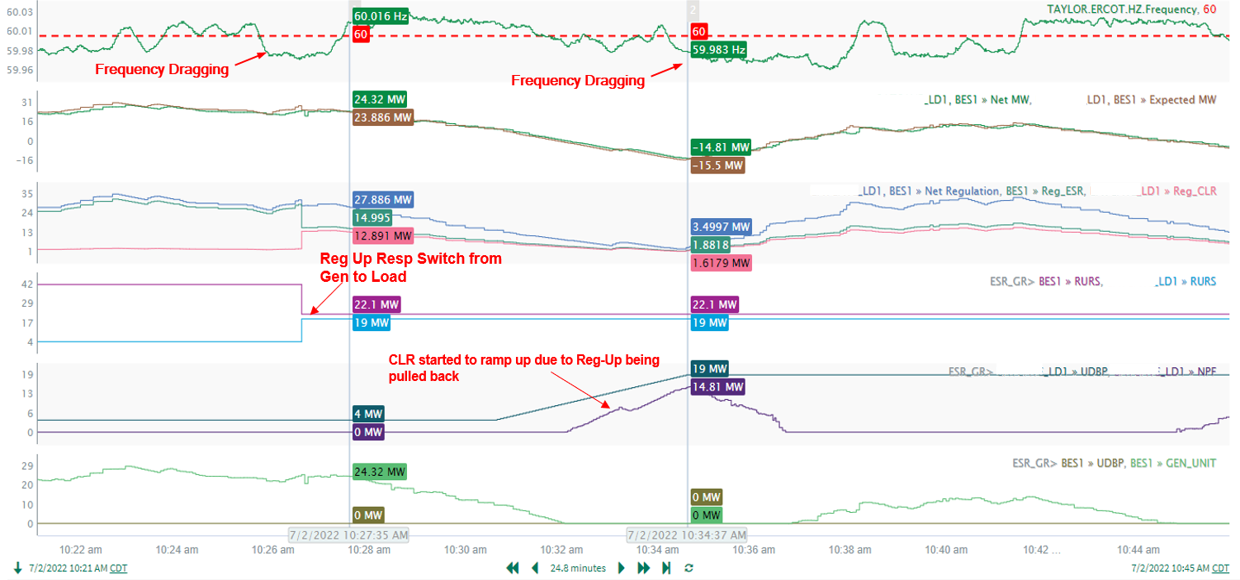 60.03
60.01
59.98
59.96
60.016 Hz
60
2
60
59.983 Hz
TAYLOR.ERCOT.HZ.Frequency, 60
Frequency Dragging
Frequency Dragging
31
16
0
−16
24.32 MW
23.886 MW
−14.81 MW
−15.5 MW
_LD1, BES1 » Net MW, LD1, BES1 » Expected MW
35
24
13
1
27.886 MW
14.995
12.891 MW
3.4997 MW
1.8818
1.6179 MW
_LD1, BES1 » Net Regulation, BES1 » Reg_ESR, _LD1 » Reg_CLR
Reg Up Resp Switch from
Gen to Load
42
29
17
4
22.1 MW
19 MW
22.1 MW
19 MW
ESR_GR> BES1 » RURS, _LD1 » RURS
CLR started to ramp up due to Reg-Up being
pulled back
19
13
6
0
4 MW
0 MW
19 MW
14.81 MW
ESR_GR> _LD1 » UDBP, _LD1 » NPF
29
20
10
0
24.32 MW
0 MW
0 MW
0 MW
ESR_GR> BES1 » UDBP, BES1 » GEN_UNIT
7/2/2022 10:27:35 AM
7/2/2022 10:34:37 AM
10:22 am 10:24 am 10:26 am 10:28 am 10:30 am 10:32 am 10:34 am 10:36 am 10:38 am 10:40 am 10:42 ... 10:44 am
7/2/2022 10:21 AM CDT
24.8 minutes
7/2/2022 10:45 AM CDT